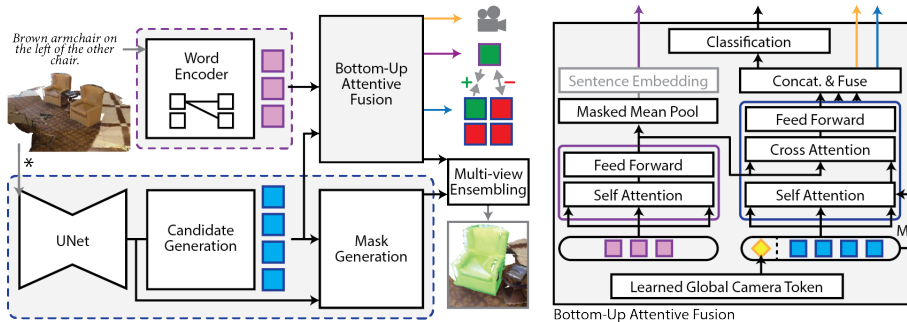 Brown armchair on
the left of the other
chair.
Word
Encoder
Bottom-Up
Attentive
Fusion
+
−
*
UNet
Candidate
Generation
Mask
Generation
Multi-view
Ensembling
Classification
Sentence Embedding
Concat. & Fuse
Masked Mean Pool
Feed Forward
Cross Attention
Feed Forward
Self Attention
Self Attention
M
Learned Global Camera Token
Bottom-Up Attentive Fusion